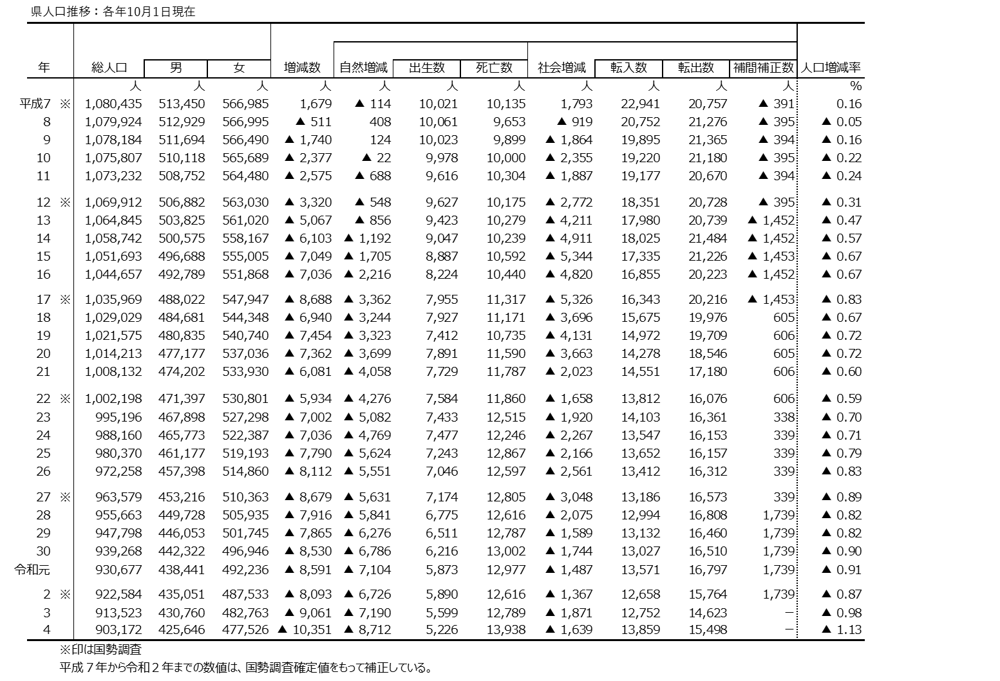 県人口推移：各年10月1日現在
年 総人口 男 女 増減数 自然増減 出生数 死亡数 社会増減 転入数 転出数 補間補正数 人口増減率
人 人 人 人 人 人 人 人 人 人 人 %
平成7 ※ 1,080,435 513,450 566,985 1,679 ▲ 114 10,021 10,135 1,793 22,941 20,757 ▲ 391 0.16
8 1,079,924 512,929 566,995 ▲ 511 408 10,061 9,653 ▲ 919 20,752 21,276 ▲ 395 ▲ 0.05
9 1,078,184 511,694 566,490 ▲ 1,740 124 10,023 9,899 ▲ 1,864 19,895 21,365 ▲ 394 ▲ 0.16
10 1,075,807 510,118 565,689 ▲ 2,377 ▲ 22 9,978 10,000 ▲ 2,355 19,220 21,180 ▲ 395 ▲ 0.22
11 1,073,232 508,752 564,480 ▲ 2,575 ▲ 688 9,616 10,304 ▲ 1,887 19,177 20,670 ▲ 394 ▲ 0.24
12 ※ 1,069,912 506,882 563,030 ▲ 3,320 ▲ 548 9,627 10,175 ▲ 2,772 18,351 20,728 ▲ 395 ▲ 0.31
13 1,064,845 503,825 561,020 ▲ 5,067 ▲ 856 9,423 10,279 ▲ 4,211 17,980 20,739 ▲ 1,452 ▲ 0.47
14 1,058,742 500,575 558,167 ▲ 6,103 ▲ 1,192 9,047 10,239 ▲ 4,911 18,025 21,484 ▲ 1,452 ▲ 0.57
15 1,051,693 496,688 555,005 ▲ 7,049 ▲ 1,705 8,887 10,592 ▲ 5,344 17,335 21,226 ▲ 1,453 ▲ 0.67
16 1,044,657 492,789 551,868 ▲ 7,036 ▲ 2,216 8,224 10,440 ▲ 4,820 16,855 20,223 ▲ 1,452 ▲ 0.67
17 ※ 1,035,969 488,022 547,947 ▲ 8,688 ▲ 3,362 7,955 11,317 ▲ 5,326 16,343 20,216 ▲ 1,453 ▲ 0.83
18 1,029,029 484,681 544,348 ▲ 6,940 ▲ 3,244 7,927 11,171 ▲ 3,696 15,675 19,976 605 ▲ 0.67
19 1,021,575 480,835 540,740 ▲ 7,454 ▲ 3,323 7,412 10,735 ▲ 4,131 14,972 19,709 606 ▲ 0.72
20 1,014,213 477,177 537,036 ▲ 7,362 ▲ 3,699 7,891 11,590 ▲ 3,663 14,278 18,546 605 ▲ 0.72
21 1,008,132 474,202 533,930 ▲ 6,081 ▲ 4,058 7,729 11,787 ▲ 2,023 14,551 17,180 606 ▲ 0.60
22 ※ 1,002,198 471,397 530,801 ▲ 5,934 ▲ 4,276 7,584 11,860 ▲ 1,658 13,812 16,076 606 ▲ 0.59
23 995,196 467,898 527,298 ▲ 7,002 ▲ 5,082 7,433 12,515 ▲ 1,920 14,103 16,361 338 ▲ 0.70
24 988,160 465,773 522,387 ▲ 7,036 ▲ 4,769 7,477 12,246 ▲ 2,267 13,547 16,153 339 ▲ 0.71
25 980,370 461,177 519,193 ▲ 7,790 ▲ 5,624 7,243 12,867 ▲ 2,166 13,652 16,157 339 ▲ 0.79
26 972,258 457,398 514,860 ▲ 8,112 ▲ 5,551 7,046 12,597 ▲ 2,561 13,412 16,312 339 ▲ 0.83
27 ※ 963,579 453,216 510,363 ▲ 8,679 ▲ 5,631 7,174 12,805 ▲ 3,048 13,186 16,573 339 ▲ 0.89
28 955,663 449,728 505,935 ▲ 7,916 ▲ 5,841 6,775 12,616 ▲ 2,075 12,994 16,808 1,739 ▲ 0.82
29 947,798 446,053 501,745 ▲ 7,865 ▲ 6,276 6,511 12,787 ▲ 1,589 13,132 16,460 1,739 ▲ 0.82
30 939,268 442,322 496,946 ▲ 8,530 ▲ 6,786 6,216 13,002 ▲ 1,744 13,027 16,510 1,739 ▲ 0.90
令和元 930,677 438,441 492,236 ▲ 8,591 ▲ 7,104 5,873 12,977 ▲ 1,487 13,571 16,797 1,739 ▲ 0.91
2 ※ 922,584 435,051 487,533 ▲ 8,093 ▲ 6,726 5,890 12,616 ▲ 1,367 12,658 15,764 1,739 ▲ 0.87
3 913,523 430,760 482,763 ▲ 9,061 ▲ 7,190 5,599 12,789 ▲ 1,871 12,752 14,623 － ▲ 0.98
4 903,172 425,646 477,526 ▲ 10,351 ▲ 8,712 5,226 13,938 ▲ 1,639 13,859 15,498 － ▲ 1.13
※印は国勢調査
平成７年から令和２年までの数値は、国勢調査確定値をもって補正している。